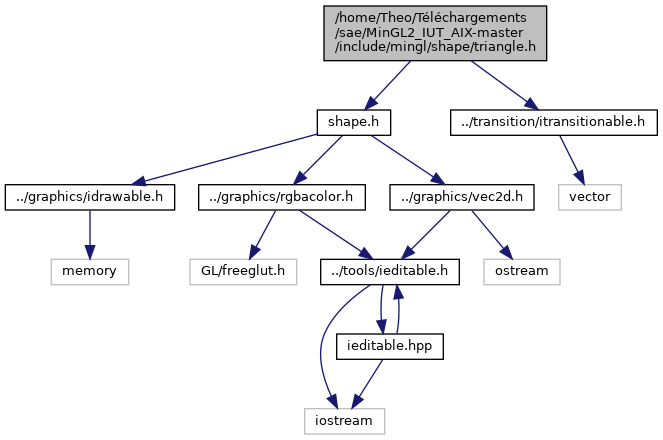 /home/Theo/Téléchargements
/sae/MinGL2_IUT_AIX-master
/include/mingl/shape/triangle.h
shape.h
../transition/itransitionable.h
../graphics/idrawable.h
../graphics/rgbacolor.h
../graphics/vec2d.h
vector
memory
GL/freeglut.h
../tools/ieditable.h
ostream
ieditable.hpp
iostream